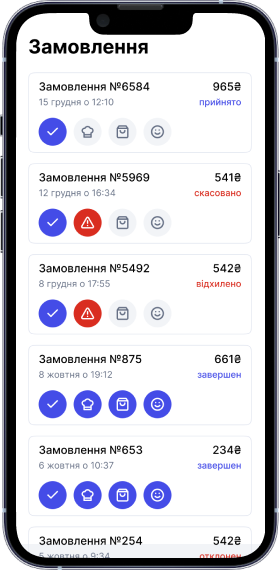 Замовлення
Замовлення №6584 965₴
15 грудня о 12:10 прийнято
Замовлення №5969 541₴
12 грудня о 16:34 скасовано
Замовлення №5492 542₴
8 грудня о 17:55 відхилено
Замовлення №875 661₴
8 жовтня о 19:12 завершен
Замовлення №653 234₴
6 жовтня о 10:37 завершен
Замовлення №254 542₴
6 жовтня о 9:34 отклонен